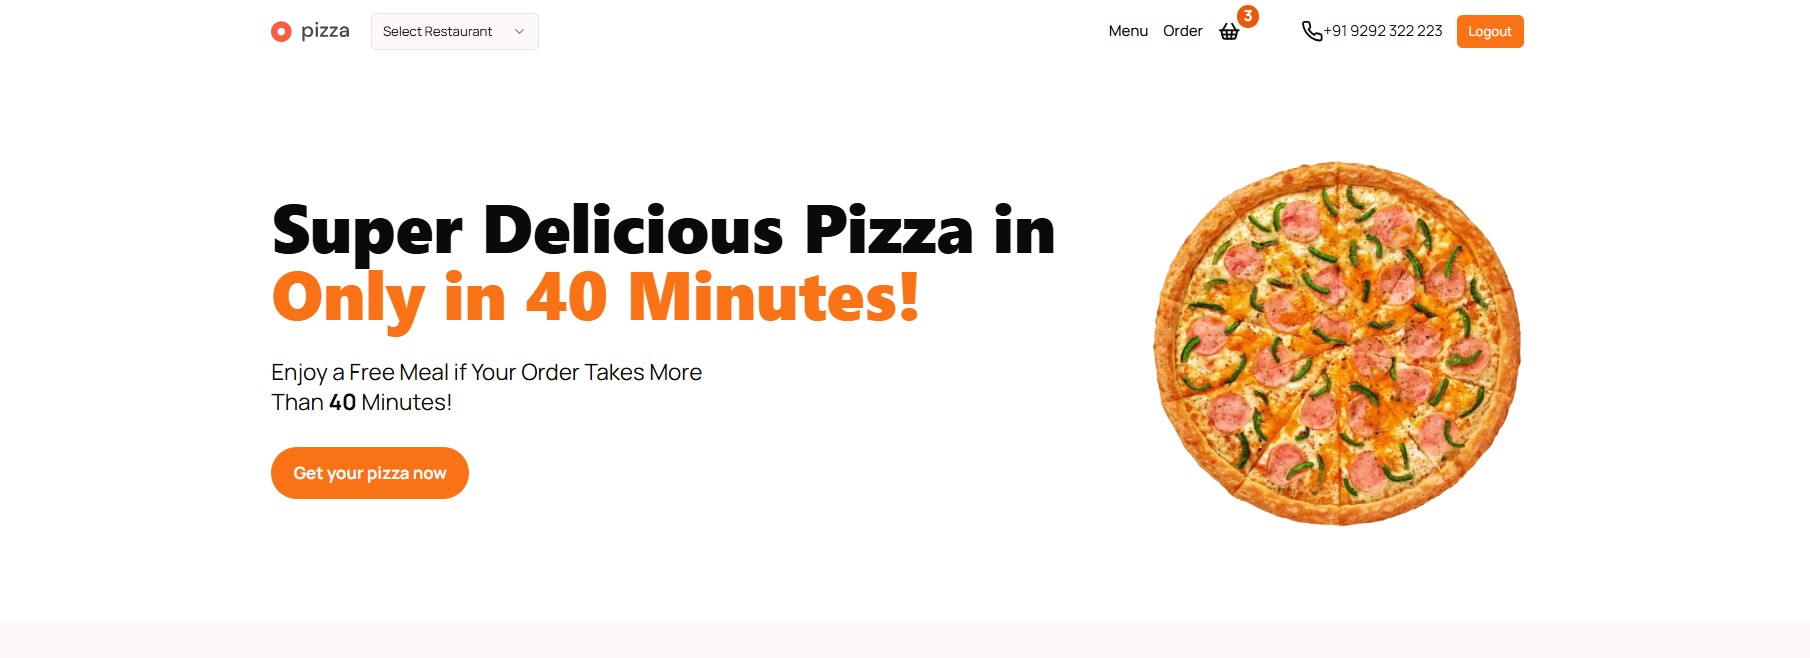 pizza
Select Restaurant
Menu
Order
3
+91 9292 322 223
Logout
Super Delicious Pizza in
Only in 40 Minutes!
Enjoy a Free Meal if Your Order Takes More
Than 40 Minutes!
Get your pizza now